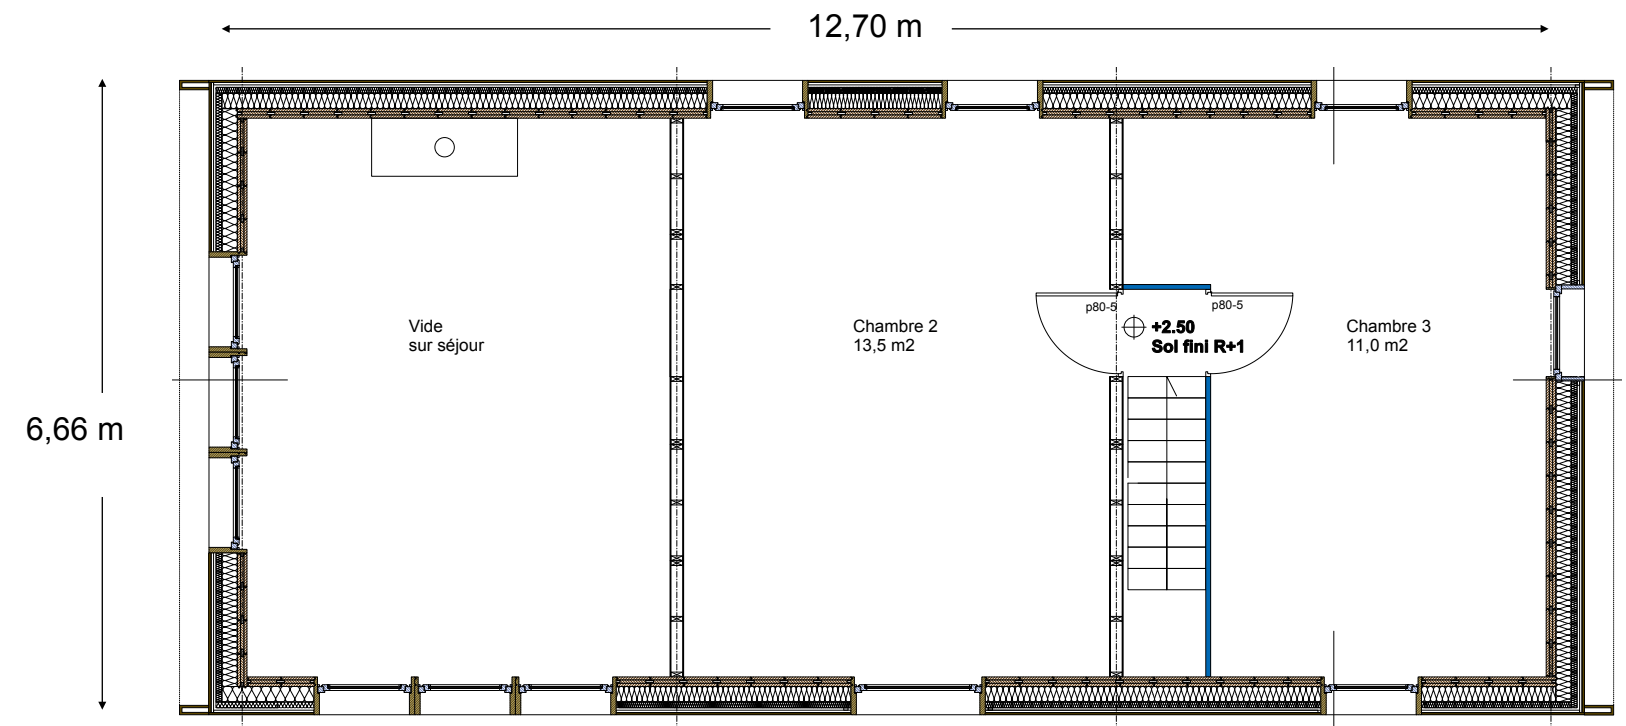 12,70 m
6,66 m
p80-5
p80-5
Vide
sur séjour
Chambre 2
13,5 m2
+2.50
Sol fini R+1
Chambre 3
11,0 m2